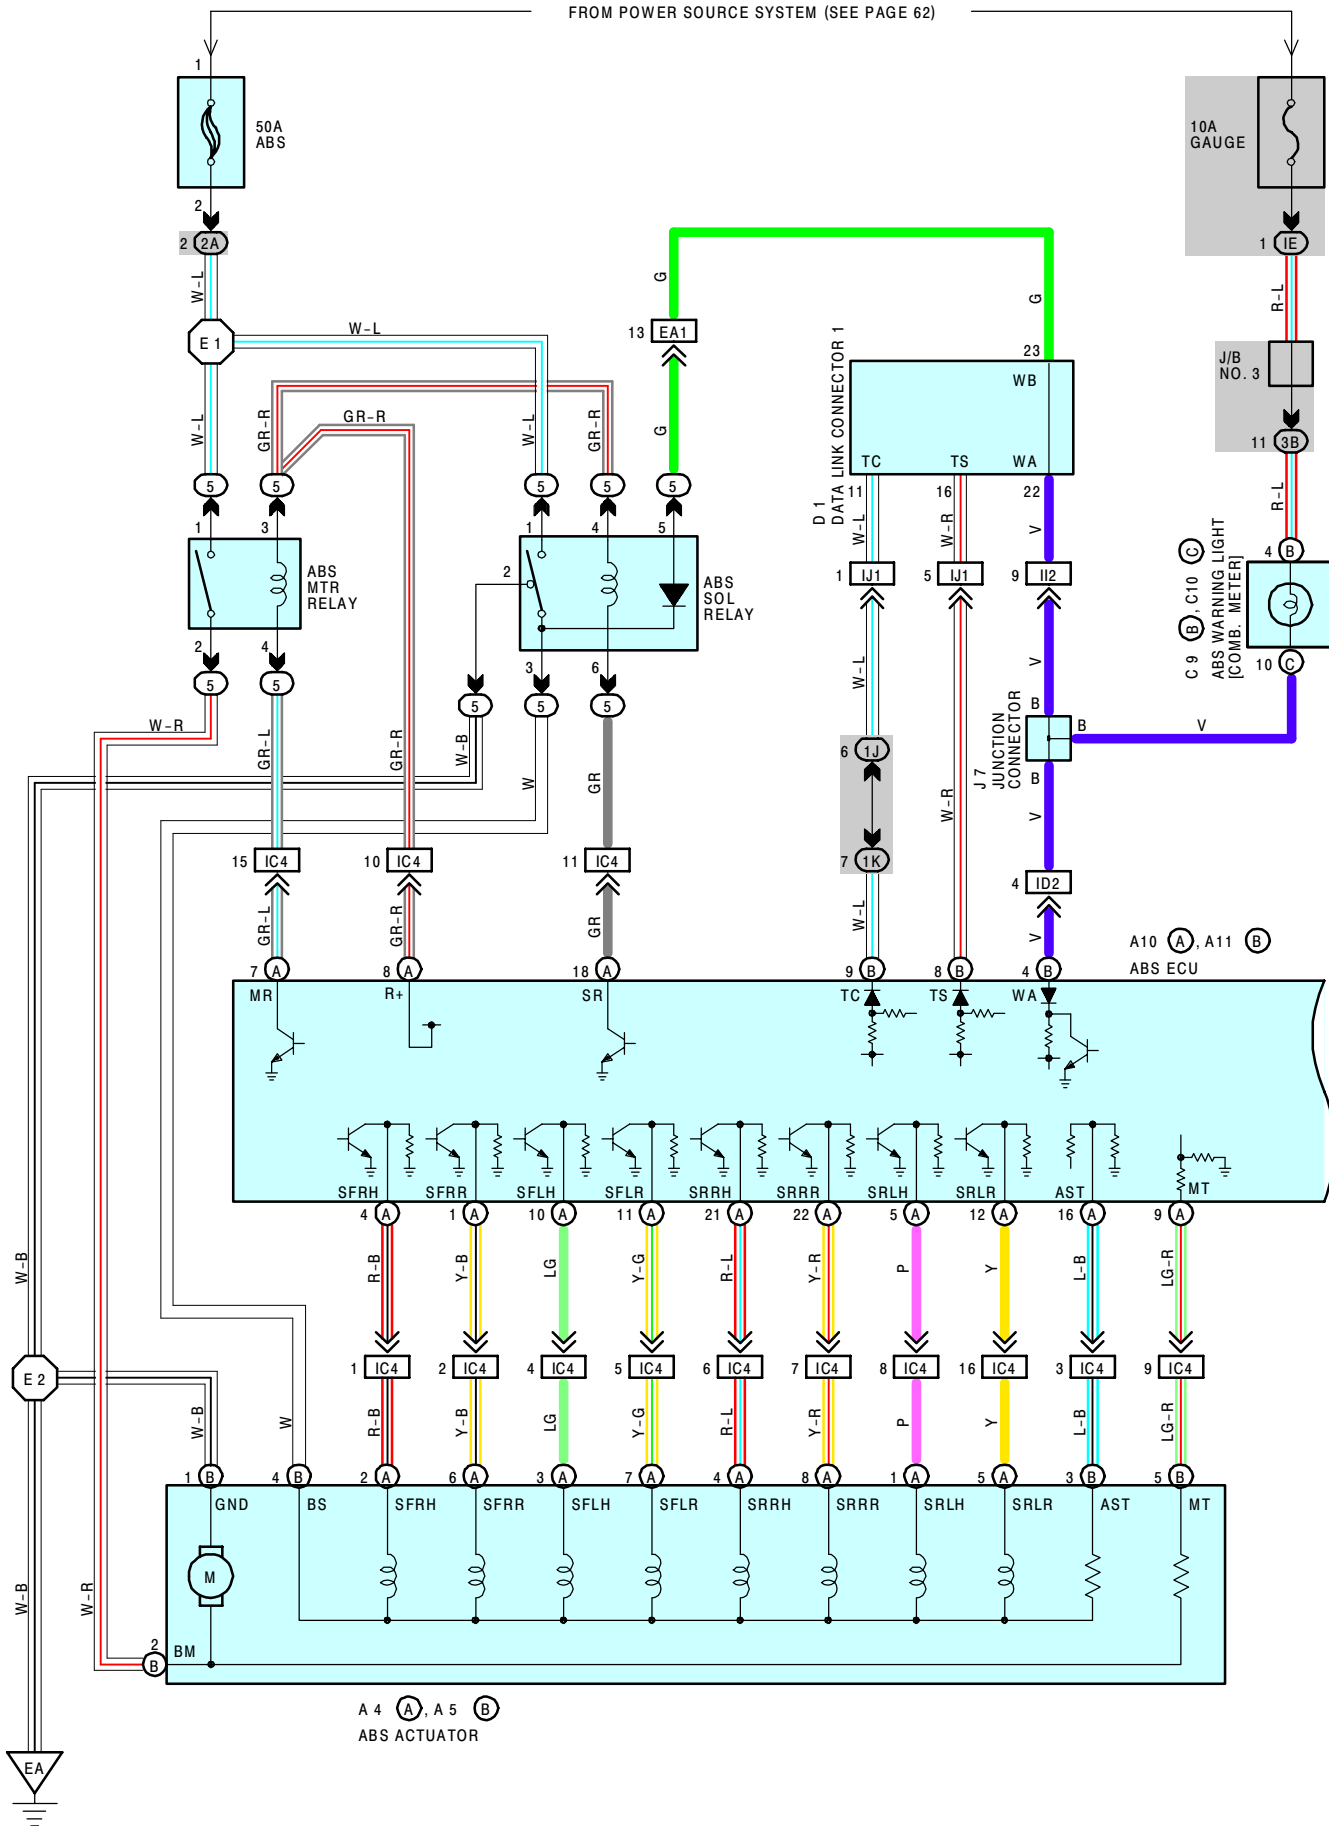 FROM POWER SOURCE SYSTEM (SEE PAGE 62)
1
50A
ABS
10A
GAUGE
2
2 2A
1 IE
W-L
G
G
R-L
E 1
W-L
13 EA1
23
J/B
NO. 3
WB
DATA LINK CONNECTOR 1
D 1
W-L
GR-R
GR-R
W-L
GR-R
G
TC
TS
WA
11 3B
5
5
5
5
5
11
16
22
R-L
1
3
1
4
5
W-L
W-R
V
4 B
ABS
MTR
RELAY
2
ABS
SOL
RELAY
1 IJ1
5 IJ1
9 II2
C 9 B, C10 C
ABS WARNING LIGHT
[COMB. METER]
2
4
3
6
10 C
5
5
5
5
5
W-L
V
W-R
GR-L
GR-R
W-B
W
GR
B
B
V
J 7
JUNCTION
CONNECTOR
6 1J
B
V
W-R
15 IC4
10 IC4
11 IC4
7 1K
4 ID2
GR-L
GR-R
GR
W-L
V
A10 A, A11 B
ABS ECU
7 A
8 A
18 A
9 B
8 B
4 B
MR
R+
SR
TC
TS
WA
SFRH
SFRR
SFLH
SFLR
SRRH
SRRR
SRLH
SRLR
AST
MT
4 A
1 A
10 A
11 A
21 A
22 A
5 A
12 A
16 A
9 A
W-B
R-B
Y-B
LG
Y-G
R-L
Y-R
P
Y
L-B
LG-R
1 IC4
2 IC4
4 IC4
5 IC4
6 IC4
7 IC4
8 IC4
16 IC4
3 IC4
9 IC4
E 2
W-B
W
R-B
Y-B
LG
Y-G
R-L
Y-R
P
Y
L-B
LG-R
1 B
4 B
2 A
6 A
3 A
7 A
4 A
8 A
1 A
5 A
3 B
5 B
GND
BS
SFRH
SFRR
SFLH
SFLR
SRRH
SRRR
SRLH
SRLR
AST
MT
M
W-B
W-R
2
B
BM
A 4 A, A 5 B
ABS ACTUATOR
EA